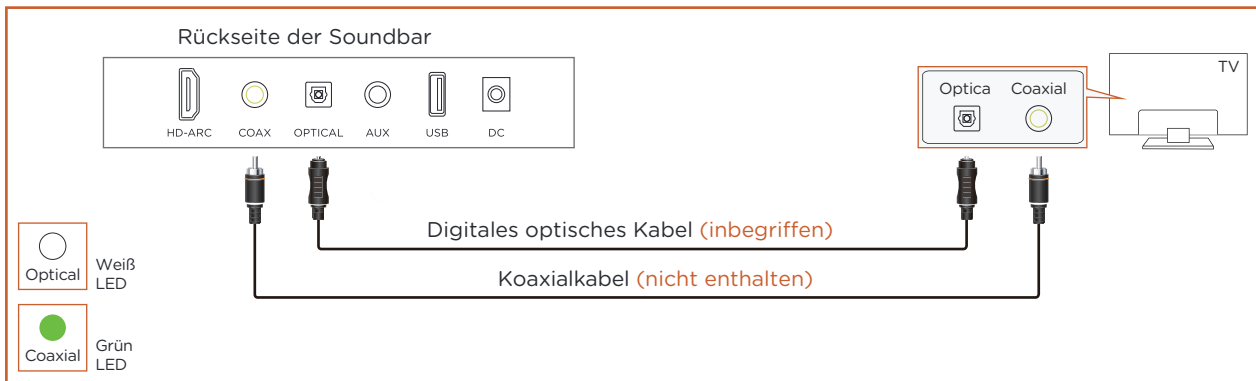 Rückseite der Soundbar
HD-ARC COAX OPTICAL AUX USB DC
TV
Optica Coaxial
Digitales optisches Kabel (inbegriffen)
Koaxialkabel (nicht enthalten)
Optical
Weiß
LED
Coaxial
Grün
LED